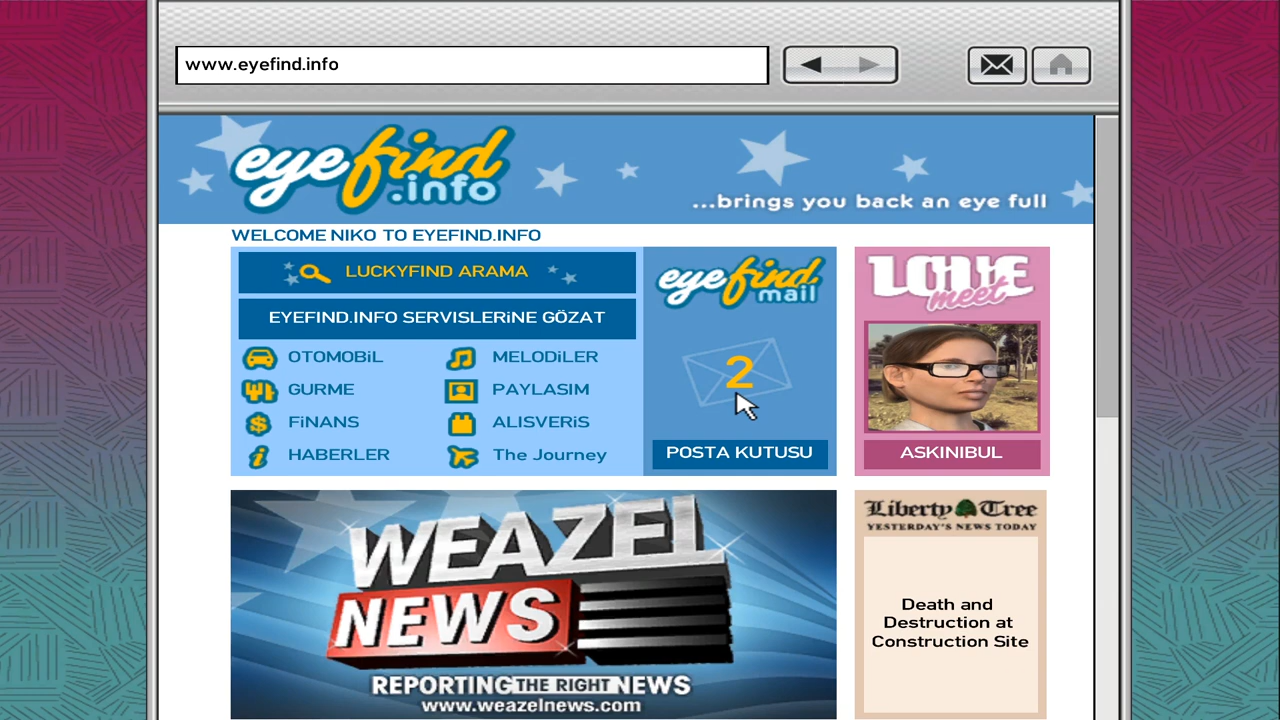 www.eyefind.info
eyefind
.info
...brings you back an eye full
WELCOME NIKO TO EYEFIND.INFO
LUCKYFIND ARAMA
EYEFIND.INFO SERVISLERiNE GÖZAT
OTOMOBiL
MELODiLER
GURME
PAYLASIM
FiNANS
ALISVERiS
HABERLER
The Journey
eyefind
mail
2
POSTA KUTUSU
LOVE
meet
ASKINIBUL
WEAZEL
NEWS
REPORTING THE RIGHT NEWS
www.weazelnews.com
Liberty Tree
YESTERDAY'S NEWS TODAY
Death and
Destruction at
Construction Site